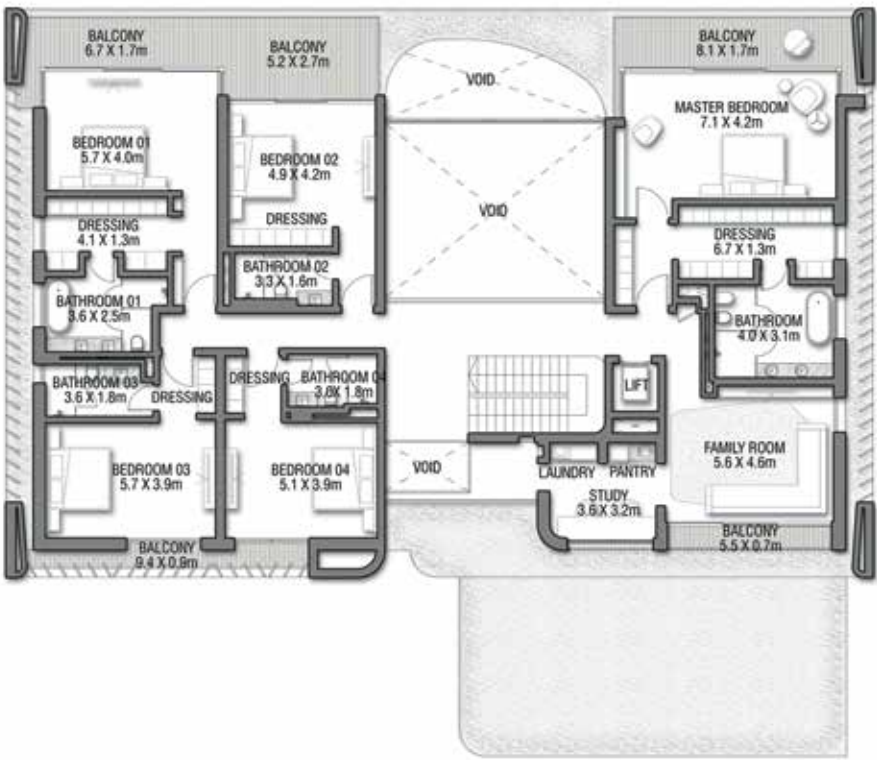 BALCONY
6.7 X 1.7m
BALCONY
5.2 X 2.7m
VOID
BALCONY
8.1 X 1.7m
MASTER BEDROOM
7.1 X 4.2m
BEDROOM 01
5.7 X 4.0m
BEDROOM 02
4.9 X 4.2m
VOID
DRESSING
4.1 X 1.3m
DRESSING
DRESSING
6.7 X 1.3m
BATHROOM 02
3.3 X 1.6m
BATHROOM 01
3.6 X 2.5m
BATHROOM
4.0 X 3.1m
BATHROOM 03
3.6 X 1.8m
DRESSING
DRESSING
BATHROOM 04
3.6X 1.8m
LIFT
BEDROOM 03
5.7 X 3.9m
BEDROOM 04
5.1 X 3.9m
VOID
LAUNDRY
PANTRY
FAMILY ROOM
5.6 X 4.6m
STUDY
3.6 X 3.2m
BALCONY
9.4 X 0.9m
BALCONY
5.5 X 0.7m